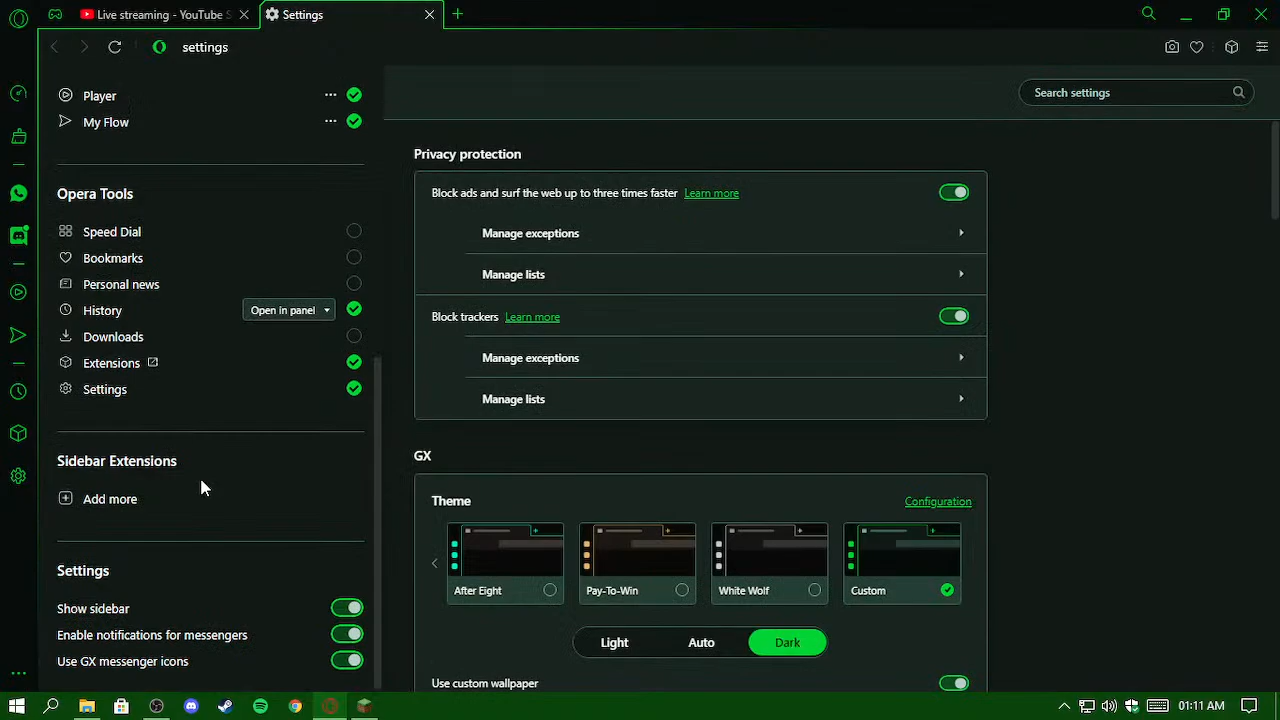 Live streaming - YouTube S
Settings
settings
Player
My Flow
Opera Tools
Speed Dial
Bookmarks
Personal news
History
Open in panel
Downloads
Extensions
Settings
Sidebar Extensions
Add more
Settings
Show sidebar
Enable notifications for messengers
Use GX messenger icons
Search settings
Privacy protection
Block ads and surf the web up to three times faster Learn more
Manage exceptions
Manage lists
Block trackers Learn more
Manage exceptions
Manage lists
GX
Theme
Configuration
After Eight
Pay-To-Win
White Wolf
Custom
Light
Auto
Dark
Use custom wallpaper
01:11 AM